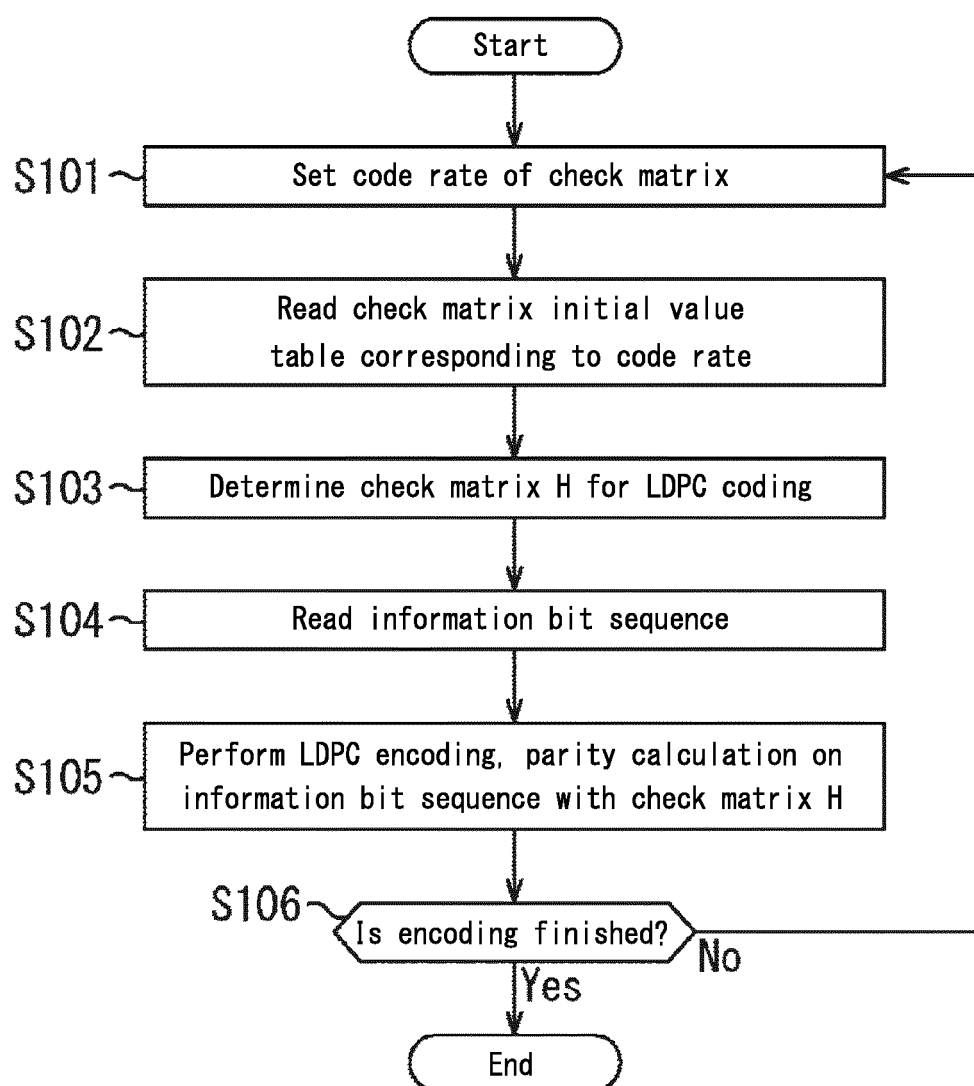 Start
S101
Set code rate of check matrix
S102
Read check matrix initial value
table corresponding to code rate
S103
Determine check matrix H for LDPC coding
S104
Read information bit sequence
S105
Perform LDPC encoding, parity calculation on
information bit sequence with check matrix H
S106
Is encoding finished?
No
Yes
End